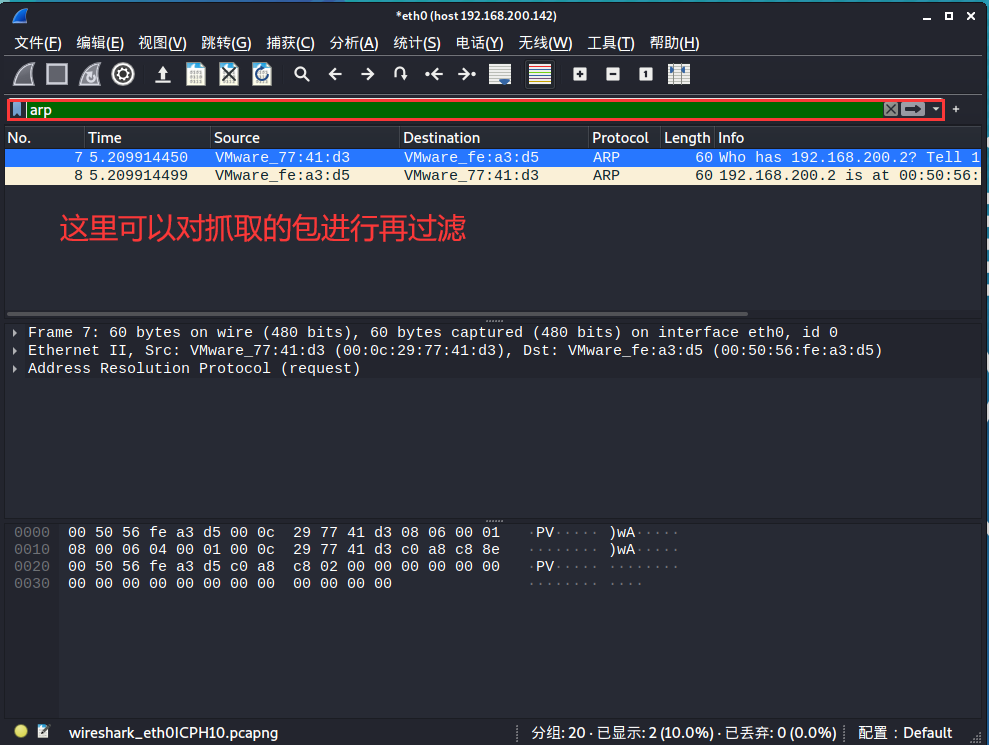 *eth0 (host 192.168.200.142)
文件(F) 编辑(E) 视图(V) 跳转(G) 捕获(C) 分析(A) 统计(S) 电话(Y) 无线(W) 工具(T) 帮助(H)
arp
No. Time Source Destination Protocol Length Info
7 5.209914450 VMware_77:41:d3 VMware_fe:a3:d5 ARP 60 Who has 192.168.200.2? Tell 1
8 5.209914499 VMware_fe:a3:d5 VMware_77:41:d3 ARP 60 192.168.200.2 is at 00:50:56:
这里可以对抓取的包进行再过滤
Frame 7: 60 bytes on wire (480 bits), 60 bytes captured (480 bits) on interface eth0, id 0
Ethernet II, Src: VMware_77:41:d3 (00:0c:29:77:41:d3), Dst: VMware_fe:a3:d5 (00:50:56:fe:a3:d5)
Address Resolution Protocol (request)
0000 00 50 56 fe a3 d5 00 0c 29 77 41 d3 08 06 00 01 ·PV····· )wA·····
0010 08 00 06 04 00 01 00 0c 29 77 41 d3 c0 a8 c8 8e ········ )wA·····
0020 00 50 56 fe a3 d5 c0 a8 c8 02 00 00 00 00 00 00 ·PV····· ········
0030 00 00 00 00 00 00 00 00 00 00 00 00 ········ ····
wireshark_eth0ICPH10.pcapng 分组: 20 · 已显示: 2 (10.0%) · 已丢弃: 0 (0.0%) 配置：Default